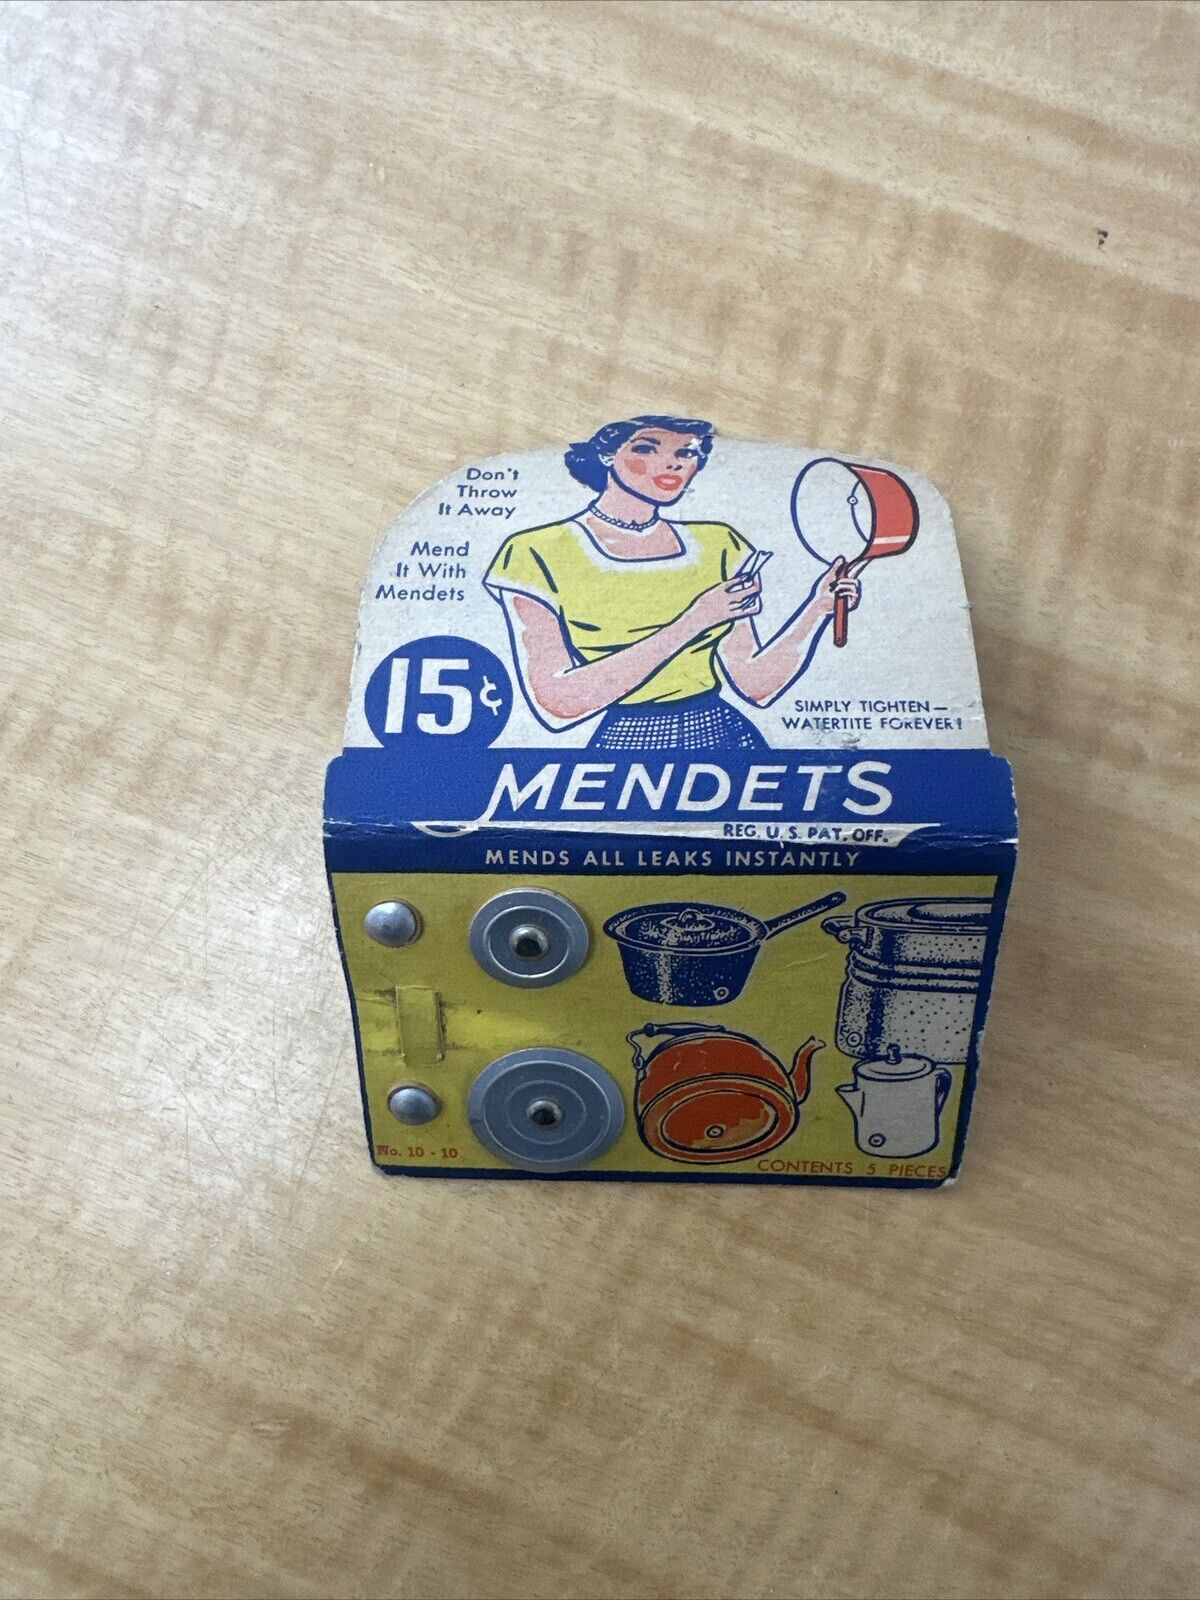 Don't
Throw
It Away
Mend
It With
Mendets
15¢
SIMPLY TIGHTEN—
WATERTITE FOREVER!
MENDETS
REG. U. S. PAT. OFF.
MENDS ALL LEAKS INSTANTLY
No. 10 - 10
CONTENTS 5 PIECES